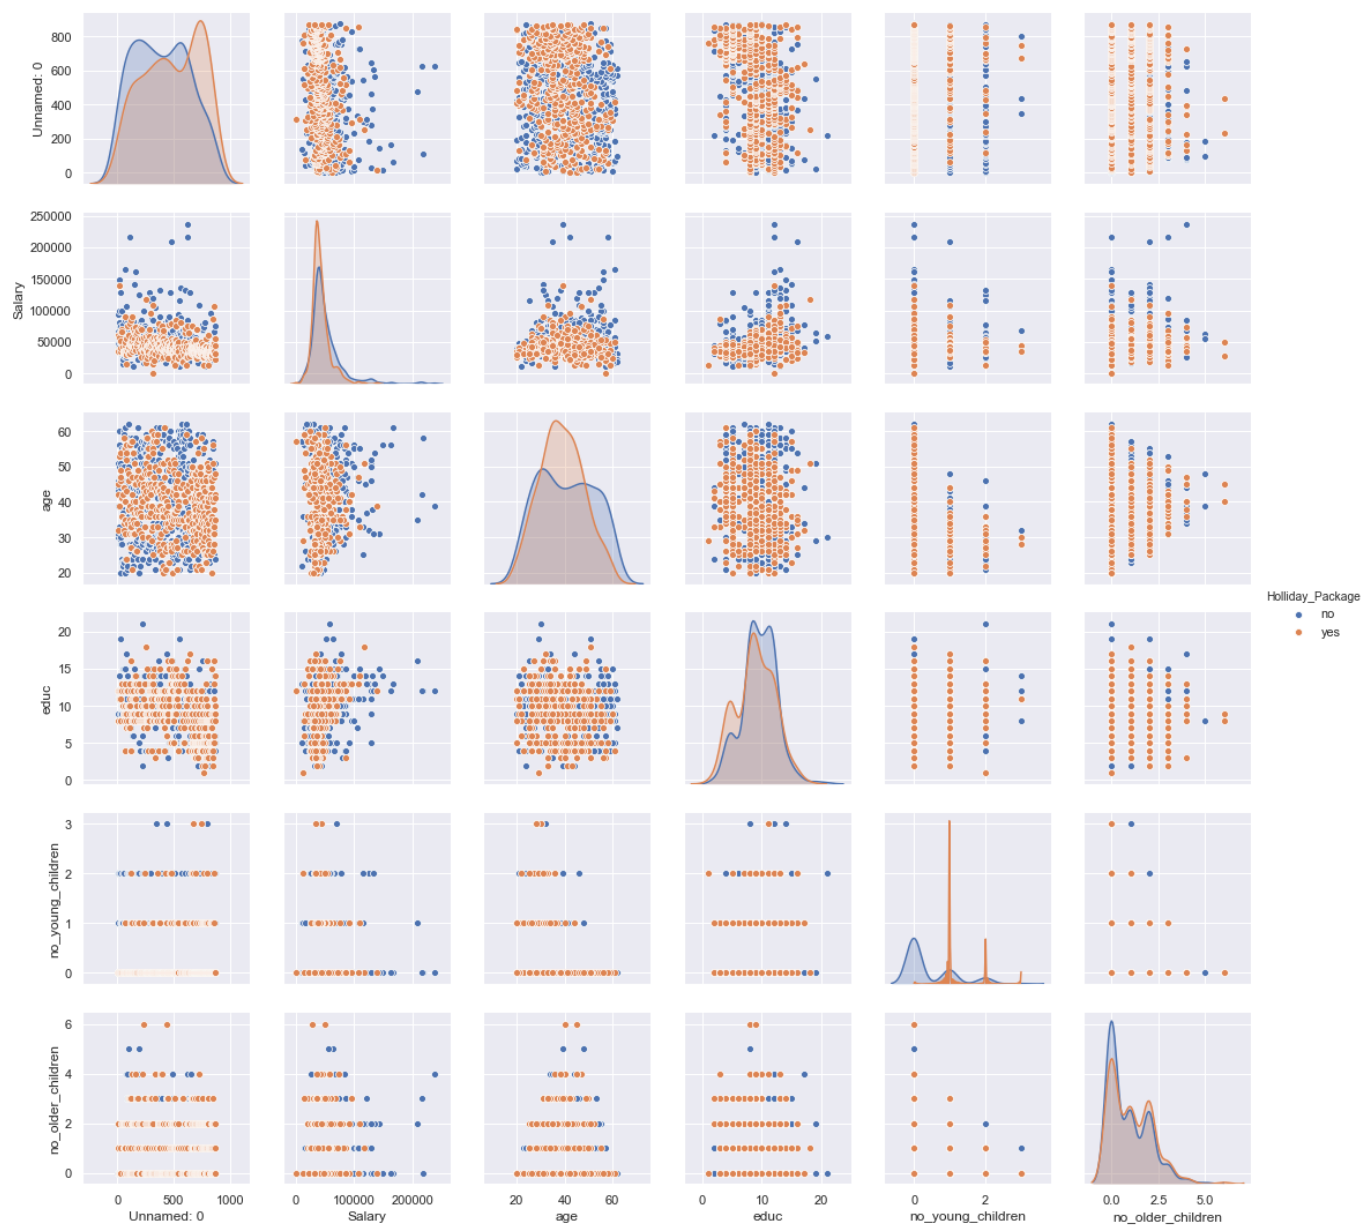 800
600
400
200
0
Unnamed: 0
250000
200000
150000
100000
50000
0
Salary
60
50
40
30
20
age
Holliday_Package
no
yes
20
15
10
5
0
educ
3
2
1
0
no_young_children
6
4
2
0
no_older_children
0 500 1000 0 100000 200000 20 40 60 0 10 20 0 2 0.0 2.5 5.0
Unnamed: 0 Salary age educ no_young_children no_older_children